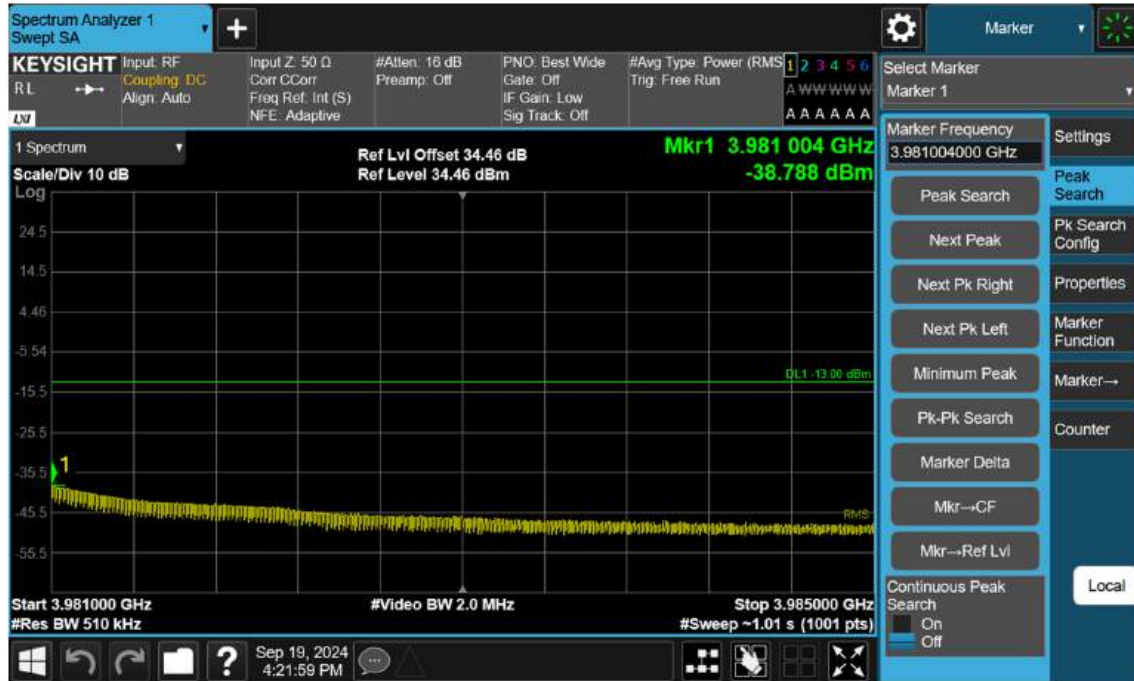 Spectrum Analyzer 1
Swept SA
Marker
KEYSIGHT
RL
LXI
Input: RF
Coupling: DC
Align: Auto
Input Z: 50 Ω
Corr CCorr
Freq Ref: Int (S)
NFE: Adaptive
#Atten: 16 dB
Preamp: Off
PNO: Best Wide
Gate: Off
IF Gain: Low
Sig Track: Off
#Avg Type: Power (RMS
Trig: Free Run
1 2 3 4 5 6
A W W W W W
A A A A A A
Select Marker
Marker 1
1 Spectrum
Scale/Div 10 dB
Log
Ref Lvl Offset 34.46 dB
Ref Level 34.46 dBm
Mkr1 3.981 004 GHz
-38.788 dBm
24.5
14.5
4.46
-5.54
-15.5
-25.5
-35.5
-45.5
-55.5
DL1 -13.00 dBm
1
RMS
Start 3.981000 GHz
#Res BW 510 kHz
#Video BW 2.0 MHz
Stop 3.985000 GHz
#Sweep ~1.01 s (1001 pts)
Marker Frequency
3.981004000 GHz
Peak Search
Next Peak
Next Pk Right
Next Pk Left
Minimum Peak
Pk-Pk Search
Marker Delta
Mkr→CF
Mkr→Ref Lvl
Continuous Peak
Search
On
Off
Settings
Peak
Search
Pk Search
Config
Properties
Marker
Function
Marker→
Counter
Local
?
Sep 19, 2024
4:21:59 PM